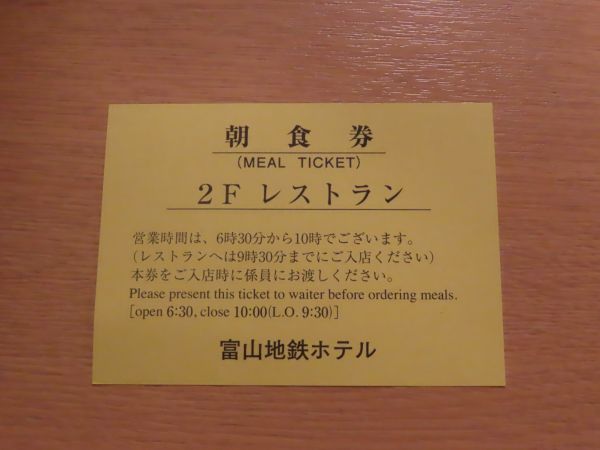 朝食券
(MEAL TICKET)
2F レストラン
営業時間は、6時30分から10時でございます。
(レストランへは9時30分までにご入店ください)
本券をご入店時に係員にお渡しください。
Please present this ticket to waiter before ordering meals.
[open 6:30, close 10:00(L.O. 9:30)]
富山地鉄ホテル